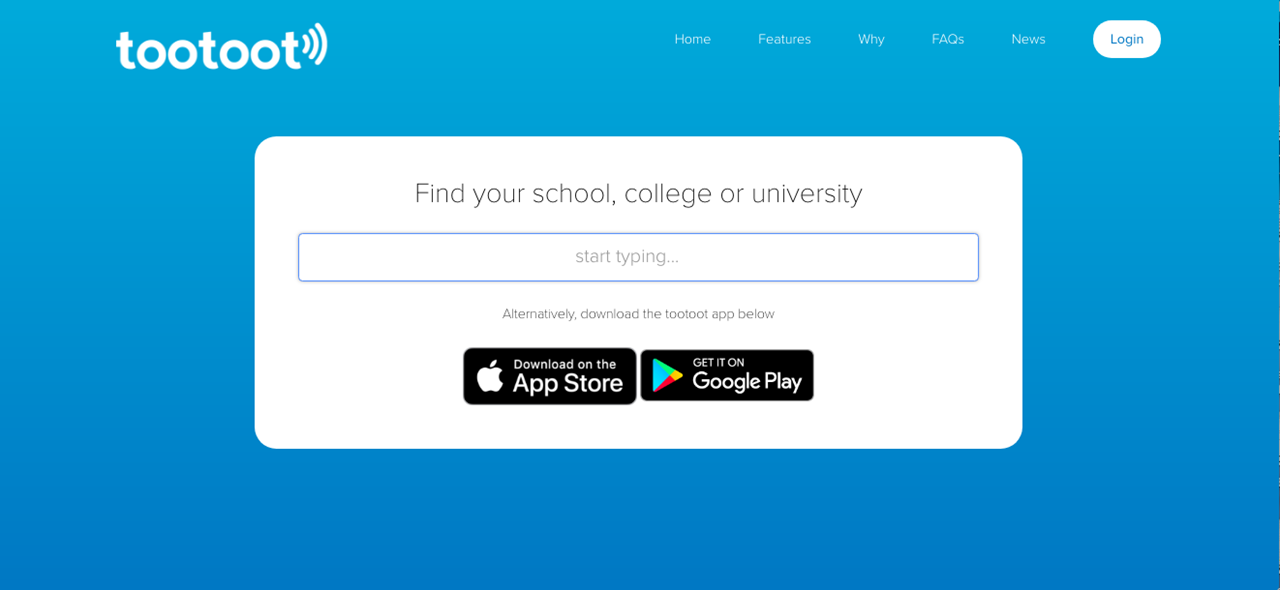 tootoot
Home Features Why FAQs News Login
Find your school, college or university
start typing...
Alternatively, download the tootoot app below
Download on the
App Store
GET IT ON
Google Play